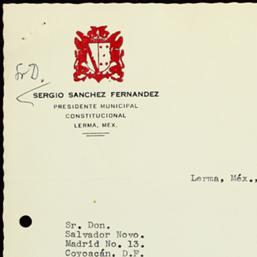 Sr. D.
SERGIO SANCHEZ FERNANDEZ
PRESIDENTE MUNICIPAL
CONSTITUCIONAL
LERMA, MEX.
Lerma, Méx.,
Sr. Don.
Salvador Novo.
Madrid No. 13.
Coyoacán, D.F.